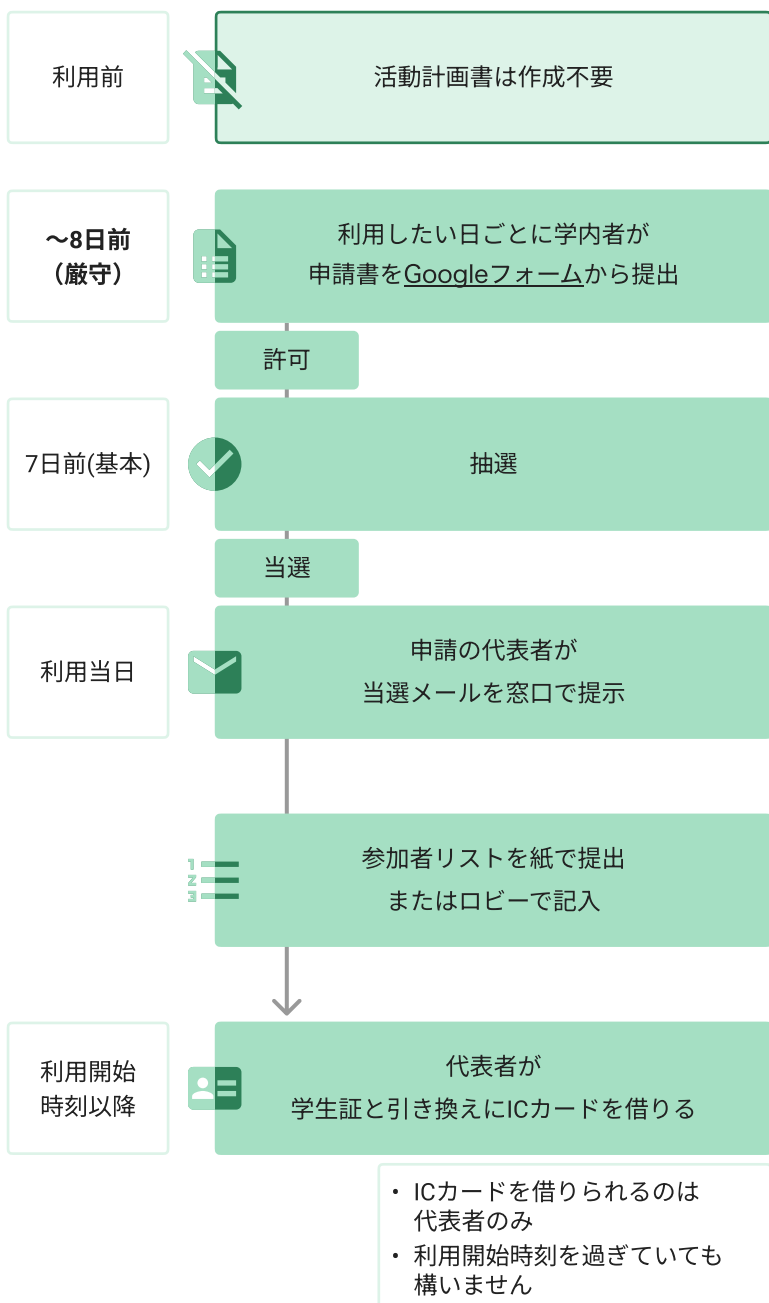 利用前
活動計画書は作成不要
〜8日前
（厳守）
利用したい日ごとに学内者が
申請書をGoogleフォームから提出
許可
7日前(基本)
抽選
当選
利用当日
申請の代表者が
当選メールを窓口で提示
1
2
3
参加者リストを紙で提出
またはロビーで記入
利用開始
時刻以降
代表者が
学生証と引き換えにICカードを借りる
・ ICカードを借りられるのは
代表者のみ
・ 利用開始時刻を過ぎていても
構いません